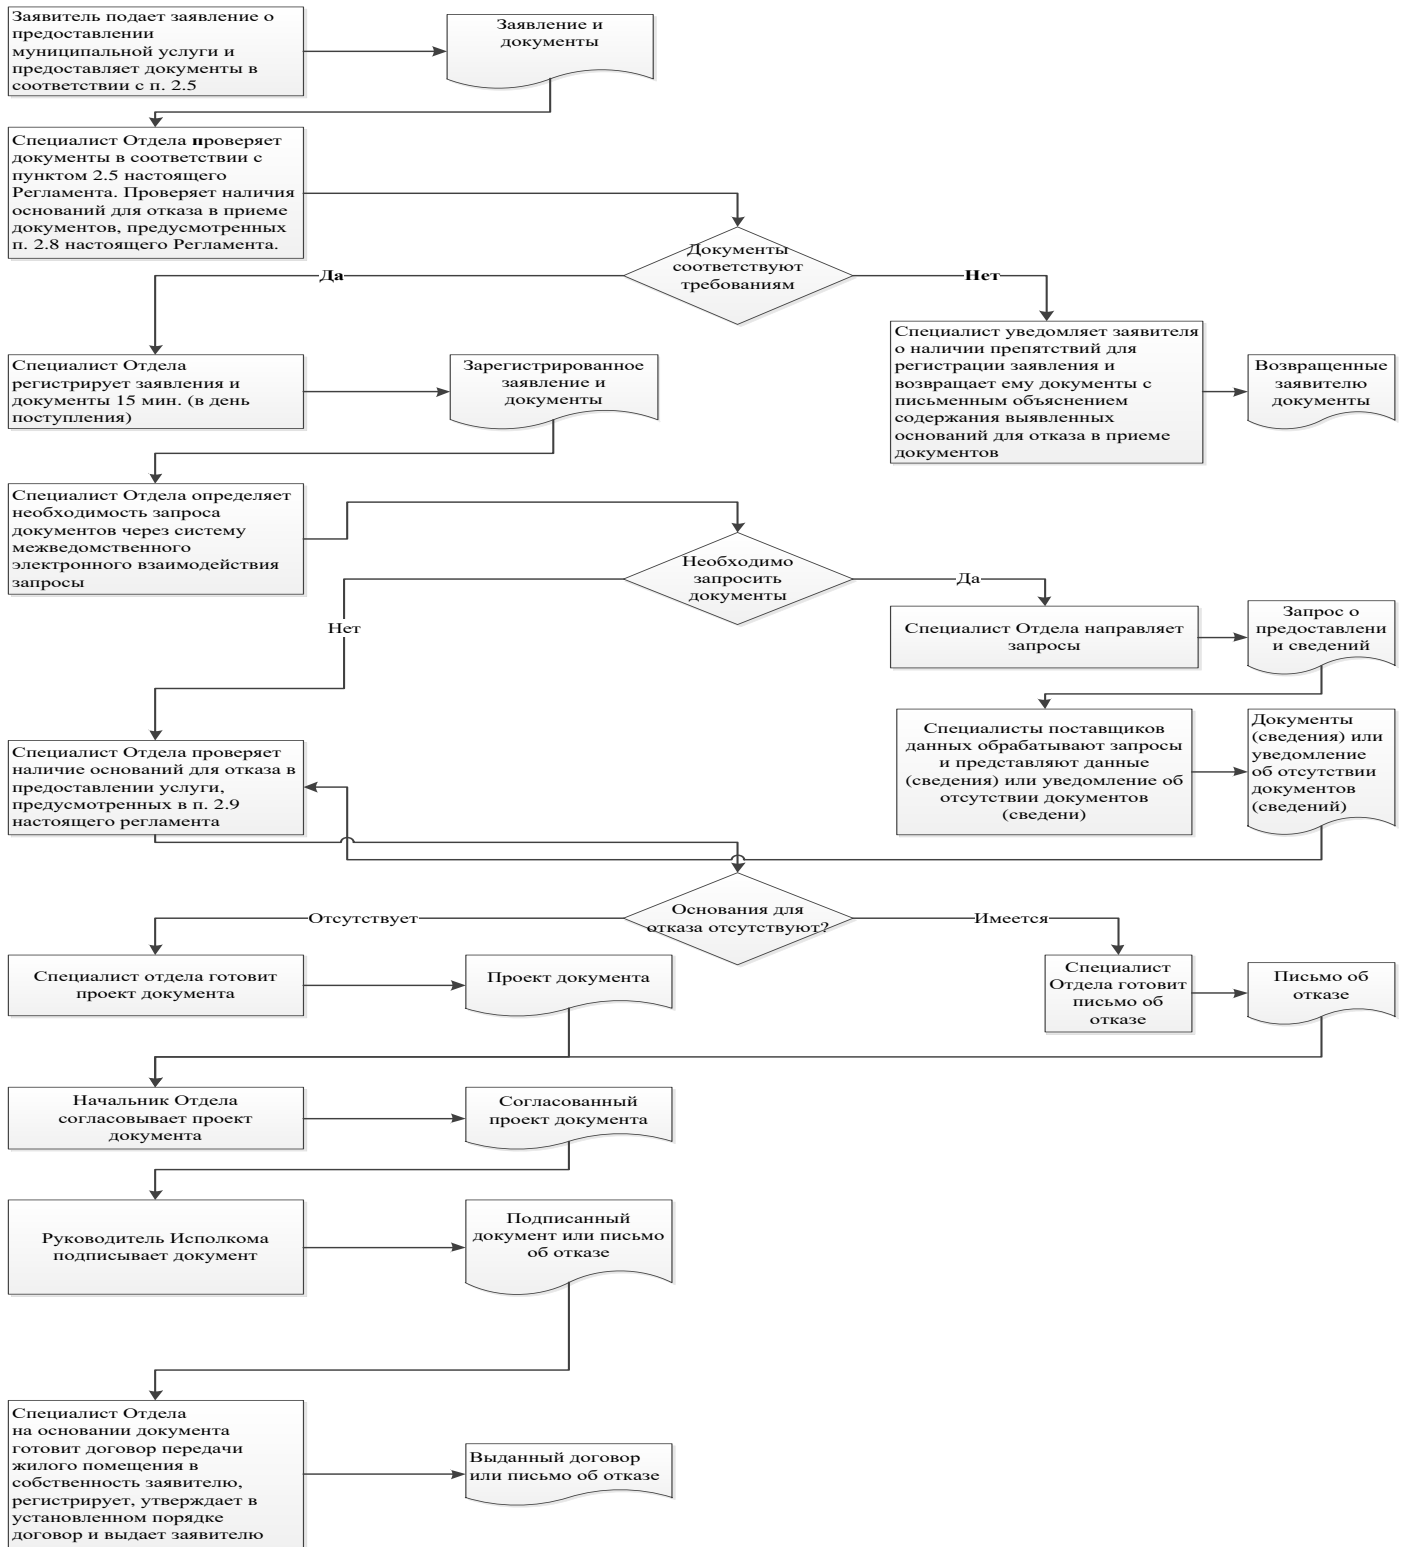 Заявитель подает заявление о
предоставлении
муниципальной услуги и
предоставляет документы в
соответствии с п. 2.5
Заявление и
документы
Специалист Отдела проверяет
документы в соответствии с
пунктом 2.5 настоящего
Регламента. Проверяет наличия
оснований для отказа в приеме
документов, предусмотренных
п. 2.8 настоящего Регламента.
Документы
соответствуют
требованиям
Да
Нет
Специалист Отдела
регистрирует заявления и
документы 15 мин. (в день
поступления)
Зарегистрированное
заявление и
документы
Специалист уведомляет заявителя
о наличии препятствий для
регистрации заявления и
возвращает ему документы с
письменным объяснением
содержания выявленных
оснований для отказа в приеме
документов
Возвращенные
заявителю
документы
Специалист Отдела определяет
необходимость запроса
документов через систему
межведомственного
электронного взаимодействия
запросы
Необходимо
запросить
документы
Да
Нет
Специалист Отдела направляет
запросы
Запрос о
предоставлени
и сведений
Специалисты поставщиков
данных обрабатывают запросы
и представляют данные
(сведения) или уведомление об
отсутствии документов
(сведени)
Документы
(сведения) или
уведомление
об отсутствии
документов
(сведений)
Специалист Отдела проверяет
наличие оснований для отказа в
предоставлении услуги,
предусмотренных в п. 2.9
настоящего регламента
Основания для
отказа отсутствуют?
Отсутствует
Имеется
Специалист отдела готовит
проект документа
Проект документа
Специалист
Отдела готовит
письмо об
отказе
Письмо об
отказе
Начальник Отдела
согласовывает проект
документа
Согласованный
проект документа
Руководитель Исполкома
подписывает документ
Подписанный
документ или письмо
об отказе
Специалист Отдела
на основании документа
готовит договор передачи
жилого помещения в
собственность заявителю,
регистрирует, утверждает в
установленном порядке
договор и выдает заявителю
Выданный договор
или письмо об отказе